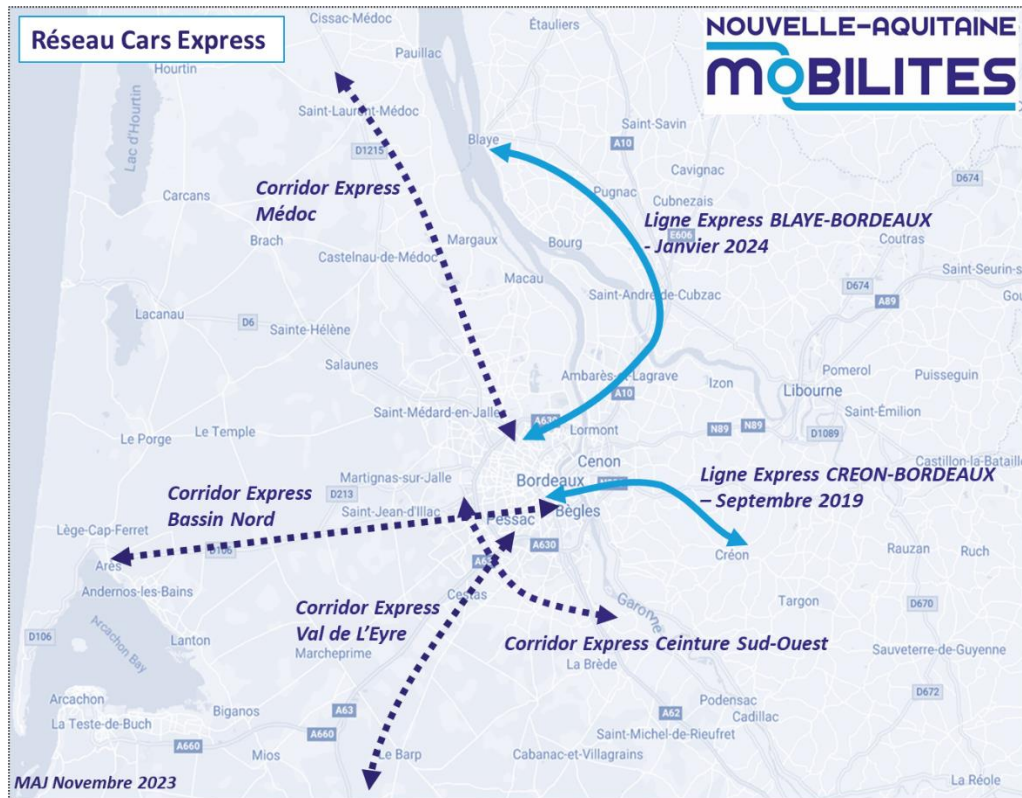 Réseau Cars Express
NOUVELLE-AQUITAINE
MOBILITES
Cissac-Médoc
Étauliers
Pauillac
Hourtin
Lac d'Hourtin
Saint-Laurent-Médoc
Saint-Savin
Blaye
A10
D1215
Cavignac
D674
Corridor Express
Médoc
Carcans
Pugnac
Cubnezais
Ligne Express BLAYE-BORDEAUX
- Janvier 2024
E606
Coutras
Brach
Margaux
Bourg
Castelnau-de-Médoc
Macau
Saint-Seurin-s
Saint-André-de-Cubzac
D674
A89
Gou
Lacanau
D6
Sainte-Hélène
Salaunes
Ambarès-et-Lagrave
Izon
Pomerol
Puisseguin
A10
Libourne
Saint-Médard-en-Jalle
A630
Lormont
Saint-Émilion
N89
N89
D1089
Le Porge
Le Temple
Cenon
Castillon-la-Bataille
Martignas-sur-Jalle
Bordeaux
Ligne Express CREON-BORDEAUX
– Septembre 2019
Corridor Express
Bassin Nord
D213
Saint-Jean-d'Illac
Pessac
Bègles
Lège-Cap-Ferret
D106
A630
Créon
Rauzan
Ruch
Arès
Andernos-les-Bains
Cestas
Garonne
Targon
D670
Corridor Express
Val de L'Eyre
D106
Arcachon Bay
Lanton
Marcheprime
Corridor Express Ceinture Sud-Ouest
Sauveterre-de-Guyenne
La Brède
D672
Arcachon
Biganos
A63
Podensac
La Teste-de-Buch
A62
Cadillac
Saint-Michel-de-Rieufret
A660
A660
Mios
Le Barp
Cabanac-et-Villagrains
La Réole
MAJ Novembre 2023